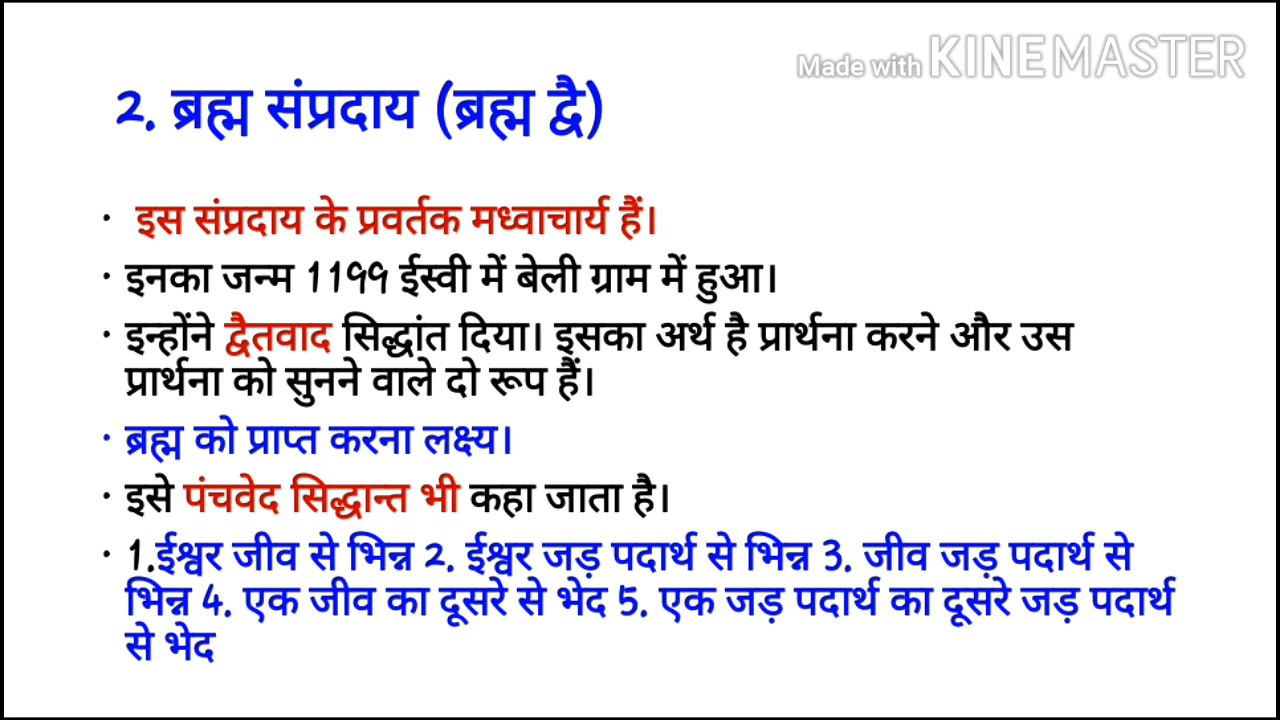 Made with KINEMASTER
2. ब्रह्म संप्रदाय (ब्रह्म द्वै)
• इस संप्रदाय के प्रवर्तक मध्वाचार्य हैं।
• इनका जन्म 1199 ईस्वी में बेली ग्राम में हुआ।
• इन्होंने द्वैतवाद सिद्धांत दिया। इसका अर्थ है प्रार्थना करने और उस
प्रार्थना को सुनने वाले दो रूप हैं।
• ब्रह्म को प्राप्त करना लक्ष्य।
• इसे पंचवेद सिद्धान्त भी कहा जाता है।
• 1.ईश्वर जीव से भिन्न 2. ईश्वर जड़ पदार्थ से भिन्न 3. जीव जड़ पदार्थ से
भिन्न 4. एक जीव का दूसरे से भेद 5. एक जड़ पदार्थ का दूसरे जड़ पदार्थ
से भेद